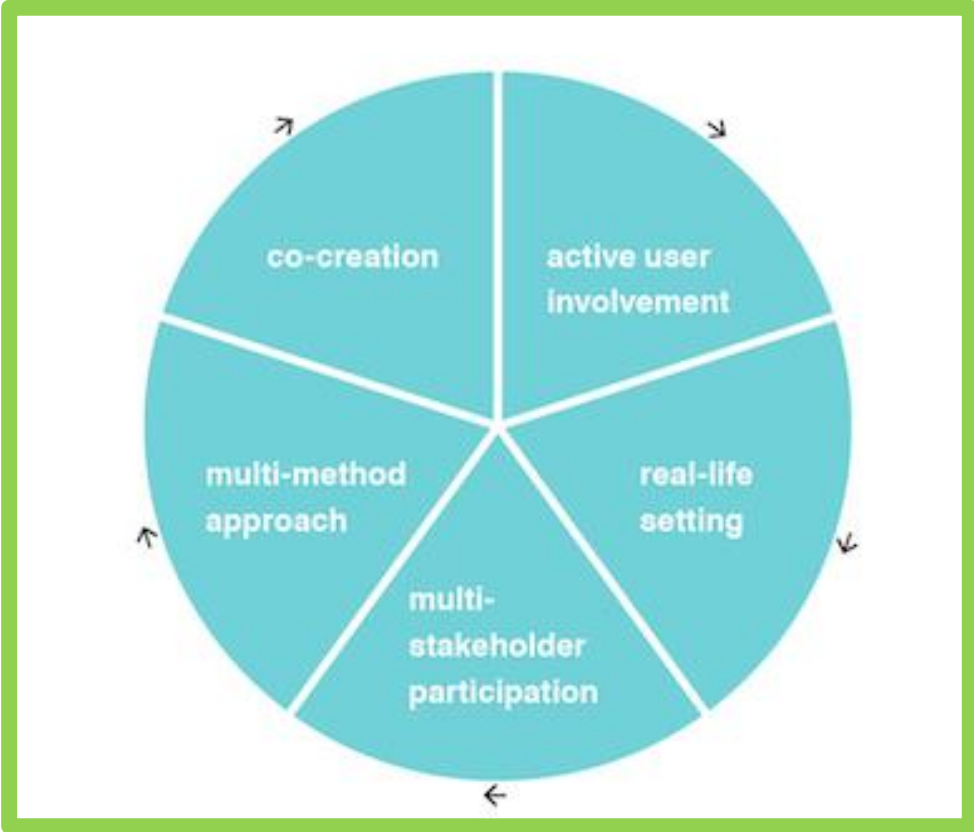 co-creation
active user
involvement
real-life
setting
multi-
stakeholder
participation
multi-method
approach